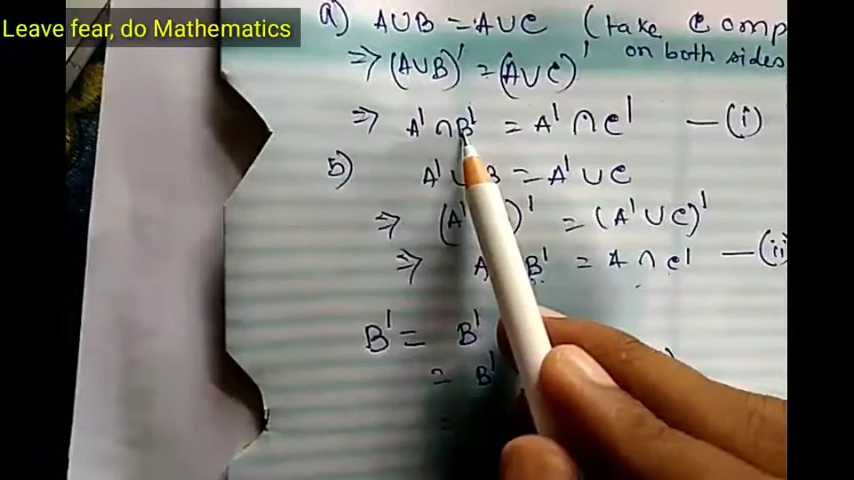 Leave fear, do Mathematics
a) A∪B = A∪C (take comp
on both sides
⇒ (A∪B)' = (A∪C)'
⇒ A'∩B' = A'∩C' —(i)
b) A'∪B = A'∪C
⇒ (A' )' = (A'∪C)'
⇒ A B' = A∩C' —(ii)
B' = B'
= B'
=